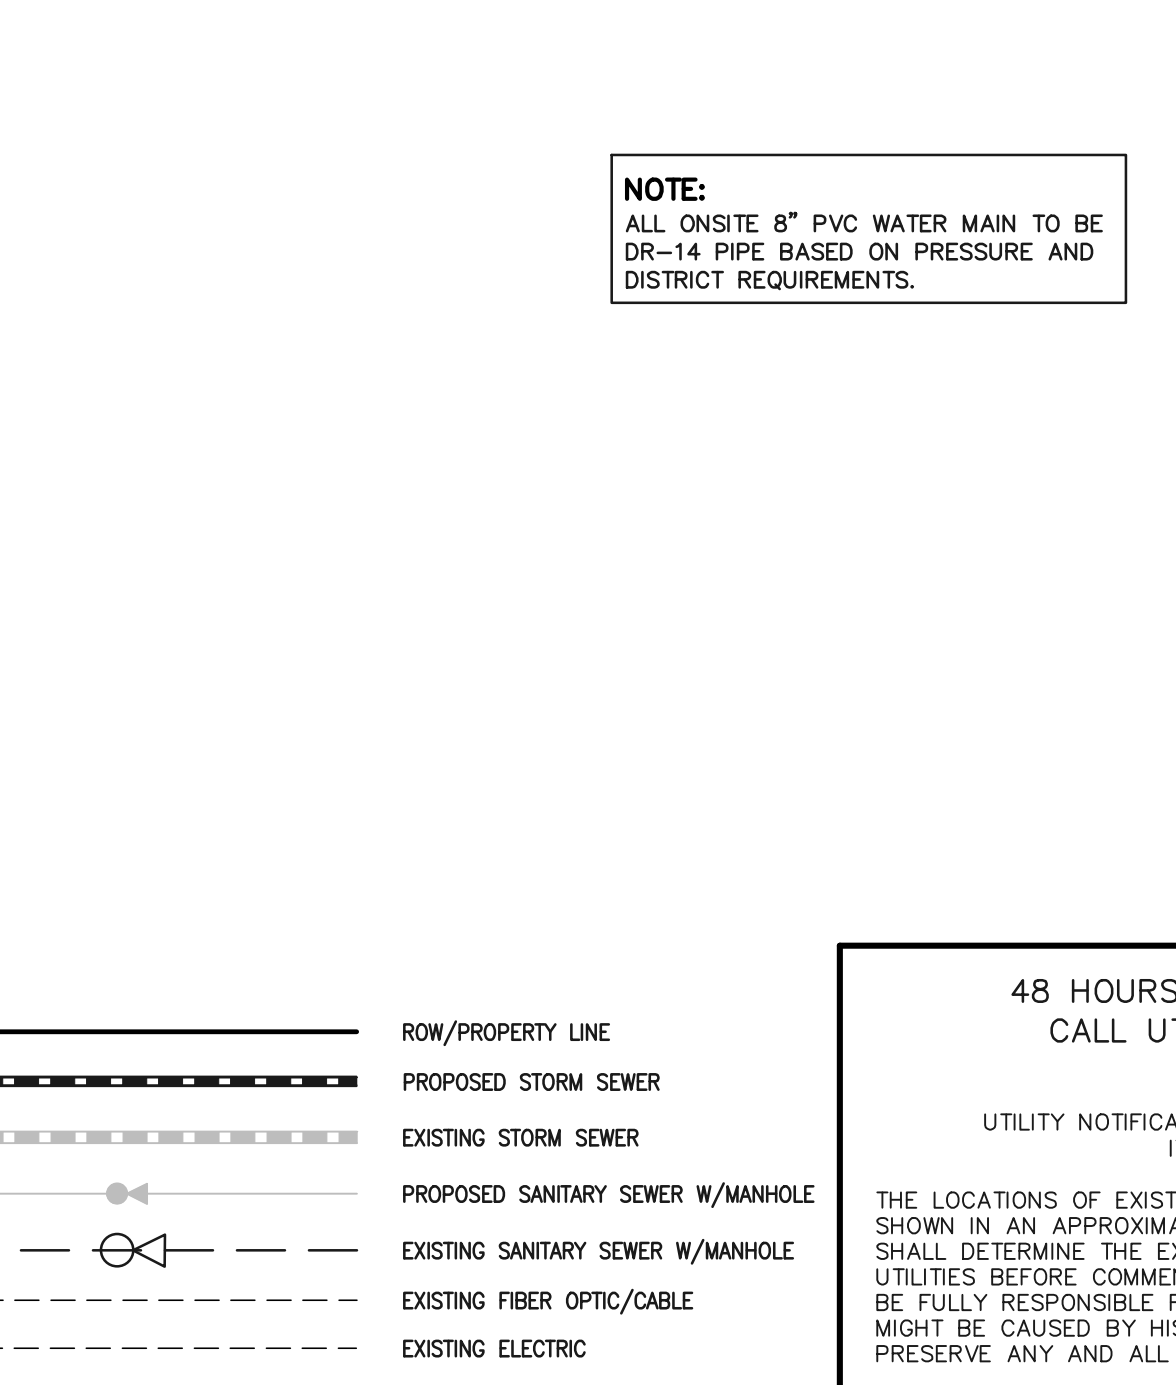 NOTE:
ALL ONSITE 8" PVC WATER MAIN TO BE
DR-14 PIPE BASED ON PRESSURE AND
DISTRICT REQUIREMENTS.
ROW/PROPERTY LINE
PROPOSED STORM SEWER
EXISTING STORM SEWER
PROPOSED SANITARY SEWER W/MANHOLE
EXISTING SANITARY SEWER W/MANHOLE
EXISTING FIBER OPTIC/CABLE
EXISTING ELECTRIC
48 HOURS
CALL
UTILITY
THE LOCATIONS OF
SHOWN IN AN
SHALL DETERMINE THE
UTILITIES BEFORE
BE FULLY RESPONSIBLE
MIGHT BE CAUSED BY
PRESERVE ANY AND ALL